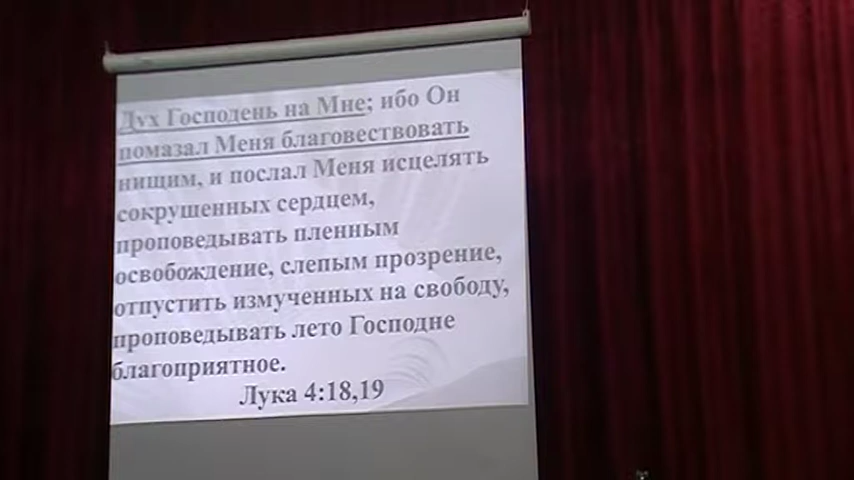 Дух Господень на Мне; ибо Он
помазал Меня благовествовать
нищим, и послал Меня исцелять
сокрушенных сердцем,
проповедывать пленным
освобождение, слепым прозрение,
отпустить измученных на свободу,
проповедывать лето Господне
благоприятное.
Лука 4:18,19